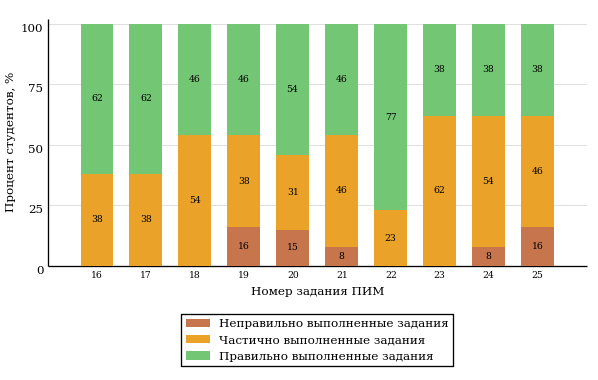 Процент студентов, %
100
75
50
25
0
62 62 46 46 54 46 77 38 38 38
38 38 54 38 31 46 23 62 54 46
16 15 8 8 16
16 17 18 19 20 21 22 23 24 25
Номер задания ПИМ
Неправильно выполненные задания
Частично выполненные задания
Правильно выполненные задания